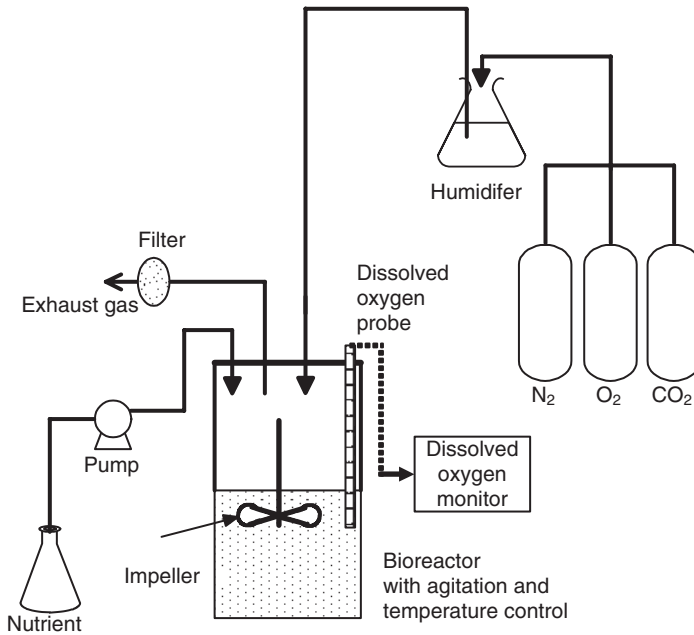 Humidifer
Filter
Exhaust gas
Dissolved
oxygen
probe
N₂
O₂
CO₂
Pump
Dissolved
oxygen
monitor
Impeller
Bioreactor
with agitation and
temperature control
Nutrient